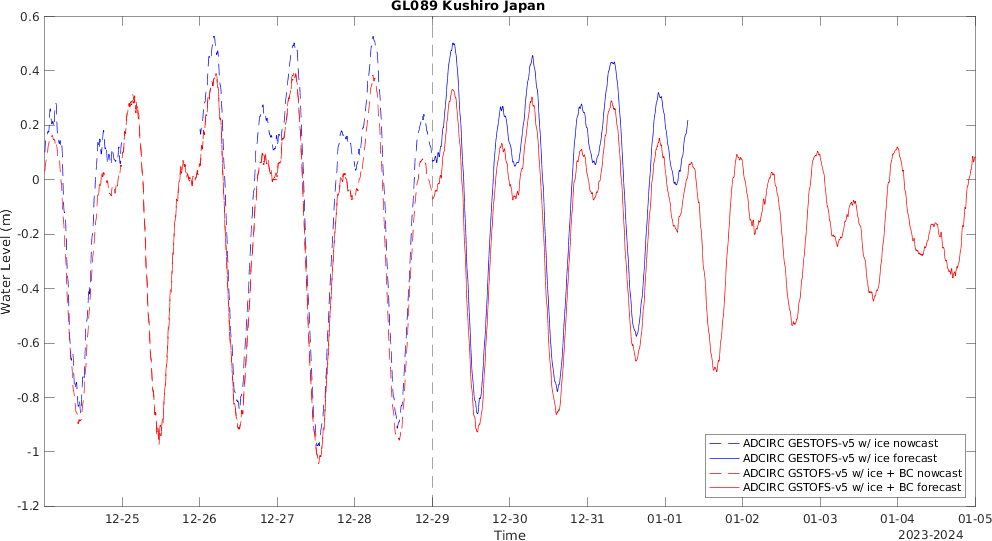 GL089 Kushiro Japan
0.6
0.4
0.2
0
-0.2
-0.4
-0.6
-0.8
-1
-1.2
Water Level (m)
12-25 12-26 12-27 12-28 12-29 12-30 12-31 01-01 01-02 01-03 01-04 01-05
Time
2023-2024
ADCIRC GESTOFS-v5 w/ ice nowcast
ADCIRC GESTOFS-v5 w/ ice forecast
ADCIRC GSTOFS-v5 w/ ice + BC nowcast
ADCIRC GSTOFS-v5 w/ ice + BC forecast